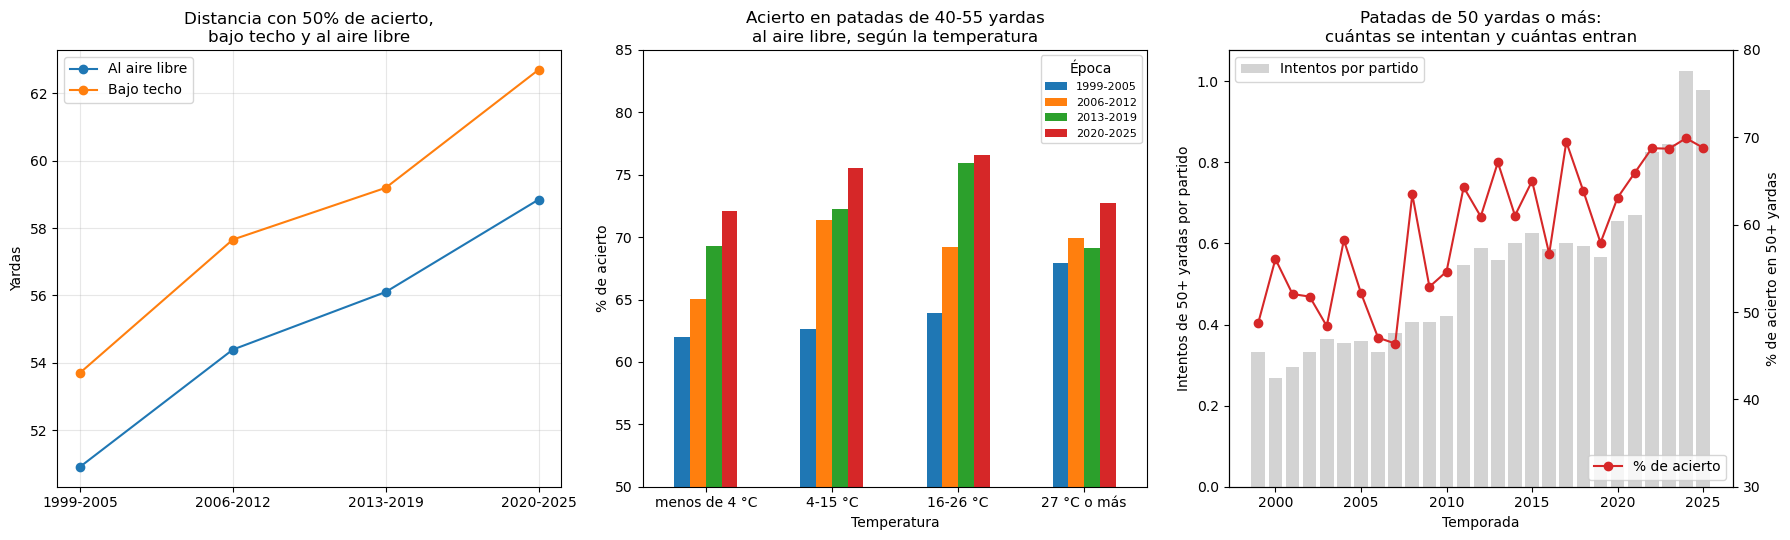 Distancia con 50% de acierto,
bajo techo y al aire libre
Al aire libre
Bajo techo
Yardas
62
60
58
56
54
52
1999-2005
2006-2012
2013-2019
2020-2025
Acierto en patadas de 40-55 yardas
al aire libre, según la temperatura
Época
1999-2005
2006-2012
2013-2019
2020-2025
% de acierto
85
80
75
70
65
60
55
50
menos de 4 °C
4-15 °C
16-26 °C
27 °C o más
Temperatura
Patadas de 50 yardas o más:
cuántas se intentan y cuántas entran
Intentos por partido
Intentos de 50+ yardas por partido
1.0
0.8
0.6
0.4
0.2
0.0
2000
2005
2010
2015
2020
2025
Temporada
% de acierto
80
70
60
50
40
30
% de acierto en 50+ yardas